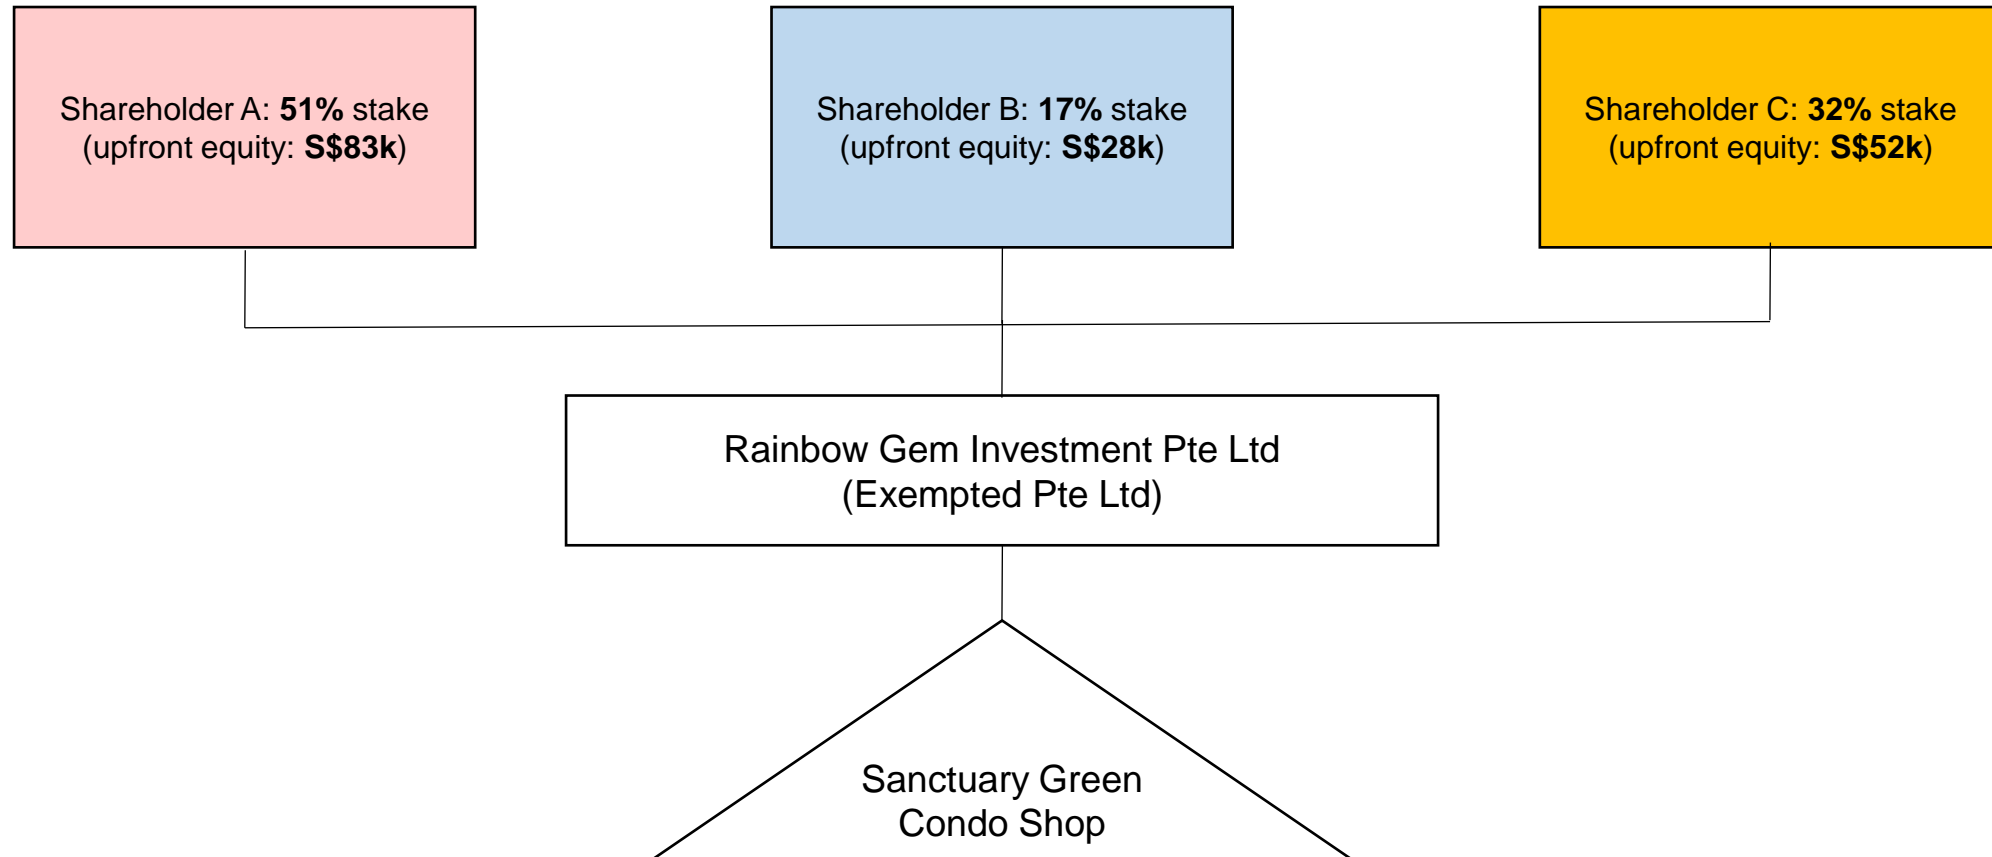 Shareholder A: 51% stake
(upfront equity: S$83k)
Shareholder B: 17% stake
(upfront equity: S$28k)
Shareholder C: 32% stake
(upfront equity: S$52k)
Rainbow Gem Investment Pte Ltd
(Exempted Pte Ltd)
Sanctuary Green
Condo Shop